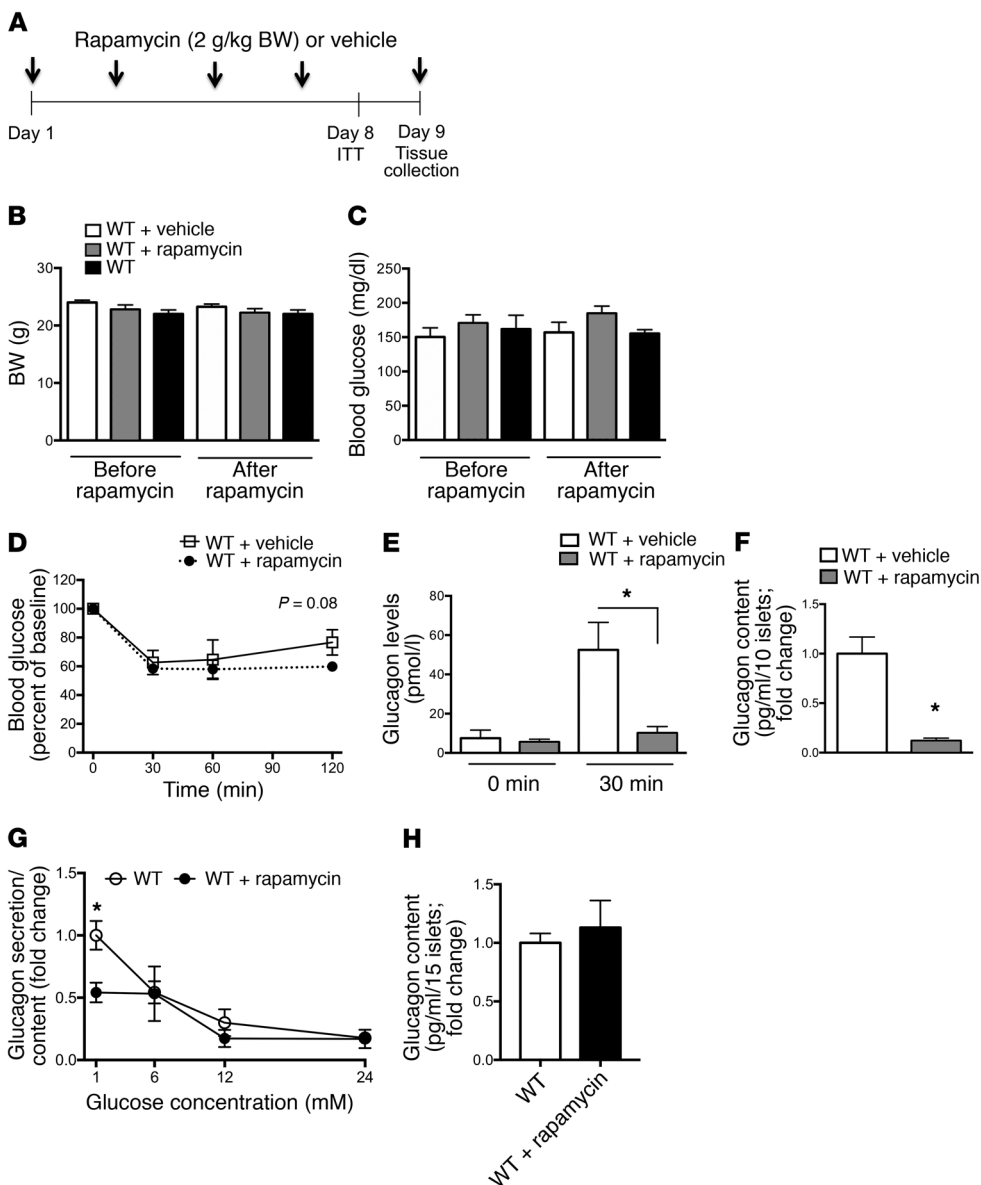 A
Rapamycin (2 g/kg BW) or vehicle
Day 1
Day 8
ITT
Day 9
Tissue
collection
B
WT + vehicle
WT + rapamycin
WT
BW (g)
30
20
10
0
Before
rapamycin
After
rapamycin
C
Blood glucose (mg/dl)
250
200
150
100
50
0
Before
rapamycin
After
rapamycin
D
WT + vehicle
WT + rapamycin
Blood glucose
(percent of baseline)
120
100
80
60
40
20
0
P = 0.08
0 30 60 90 120
Time (min)
E
WT + vehicle
WT + rapamycin
Glucagon levels
(pmol/l)
80
60
40
20
0
*
0 min
30 min
F
WT + vehicle
WT + rapamycin
Glucagon content
(pg/ml/10 islets;
fold change)
1.5
1.0
0.5
0.0
*
G
WT
WT + rapamycin
Glucagon secretion/
content (fold change)
1.5
1.0
0.5
0.0
*
1 6 12 24
Glucose concentration (mM)
H
Glucagon content
(pg/ml/15 islets;
fold change)
1.5
1.0
0.5
0.0
WT
WT + rapamycin